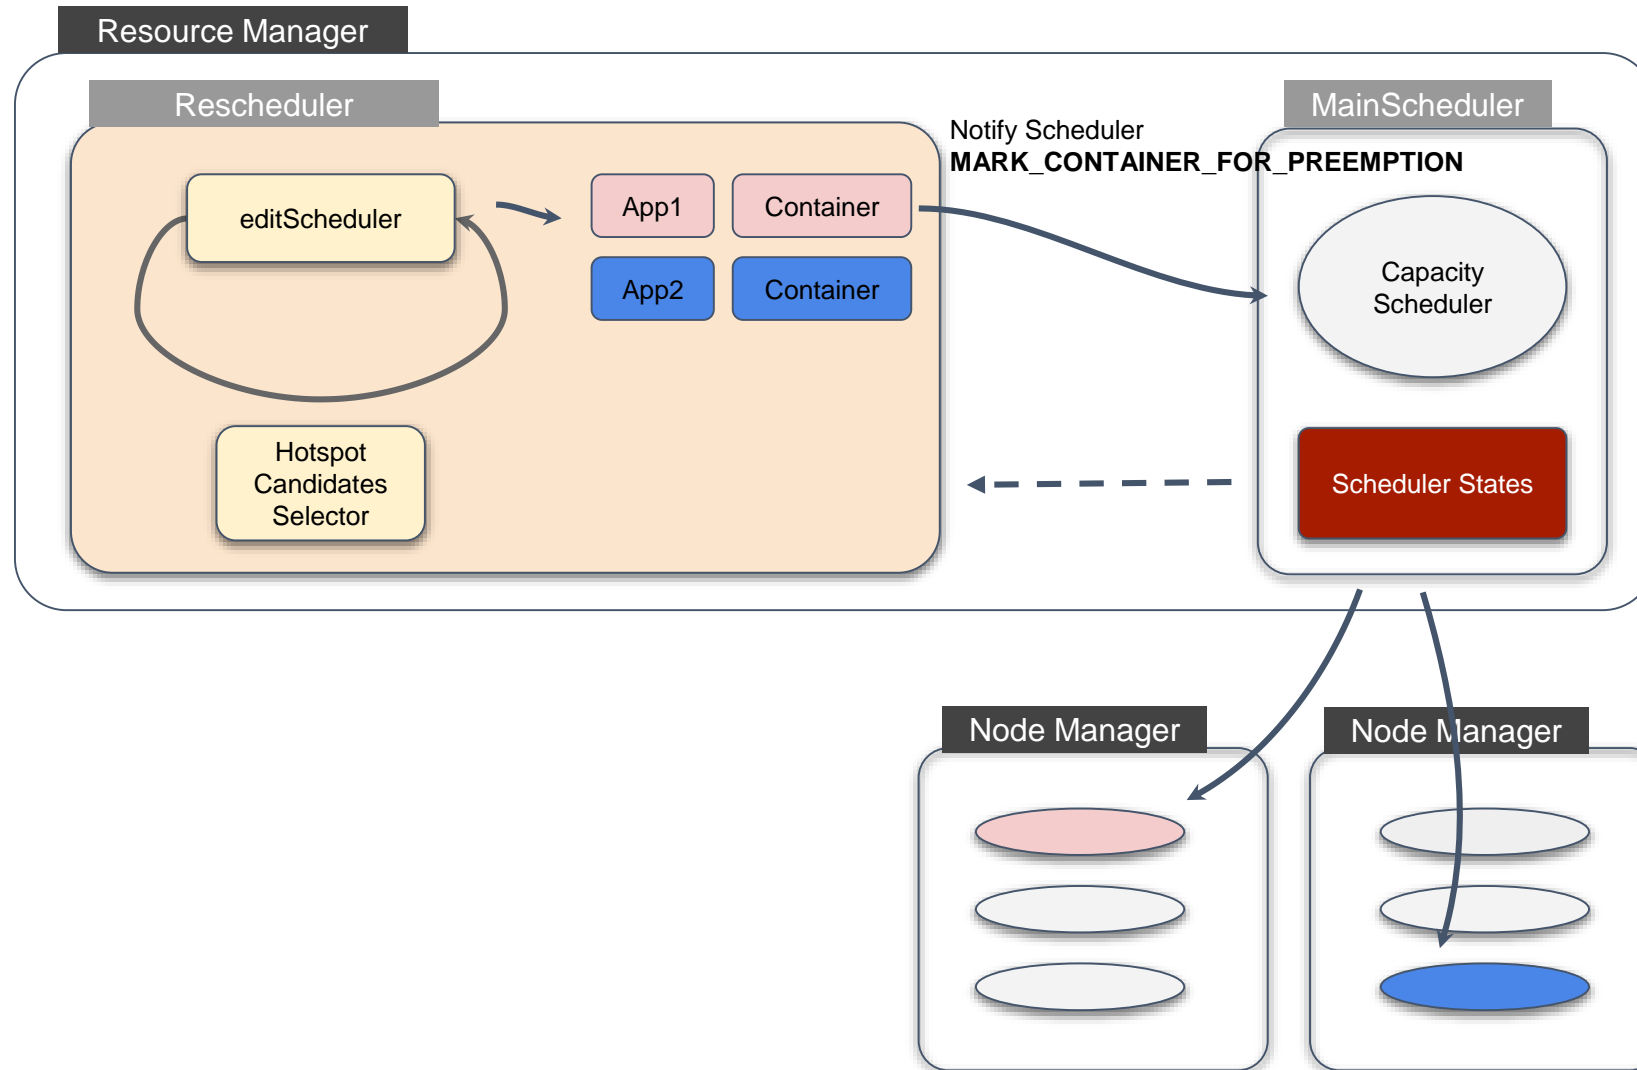 Resource Manager
Rescheduler
MainScheduler
Notify Scheduler
MARK_CONTAINER_FOR_PREEMPTION
editScheduler
App1
Container
App2
Container
Capacity
Scheduler
Hotspot
Candidates
Selector
Scheduler States
Node Manager
Node Manager